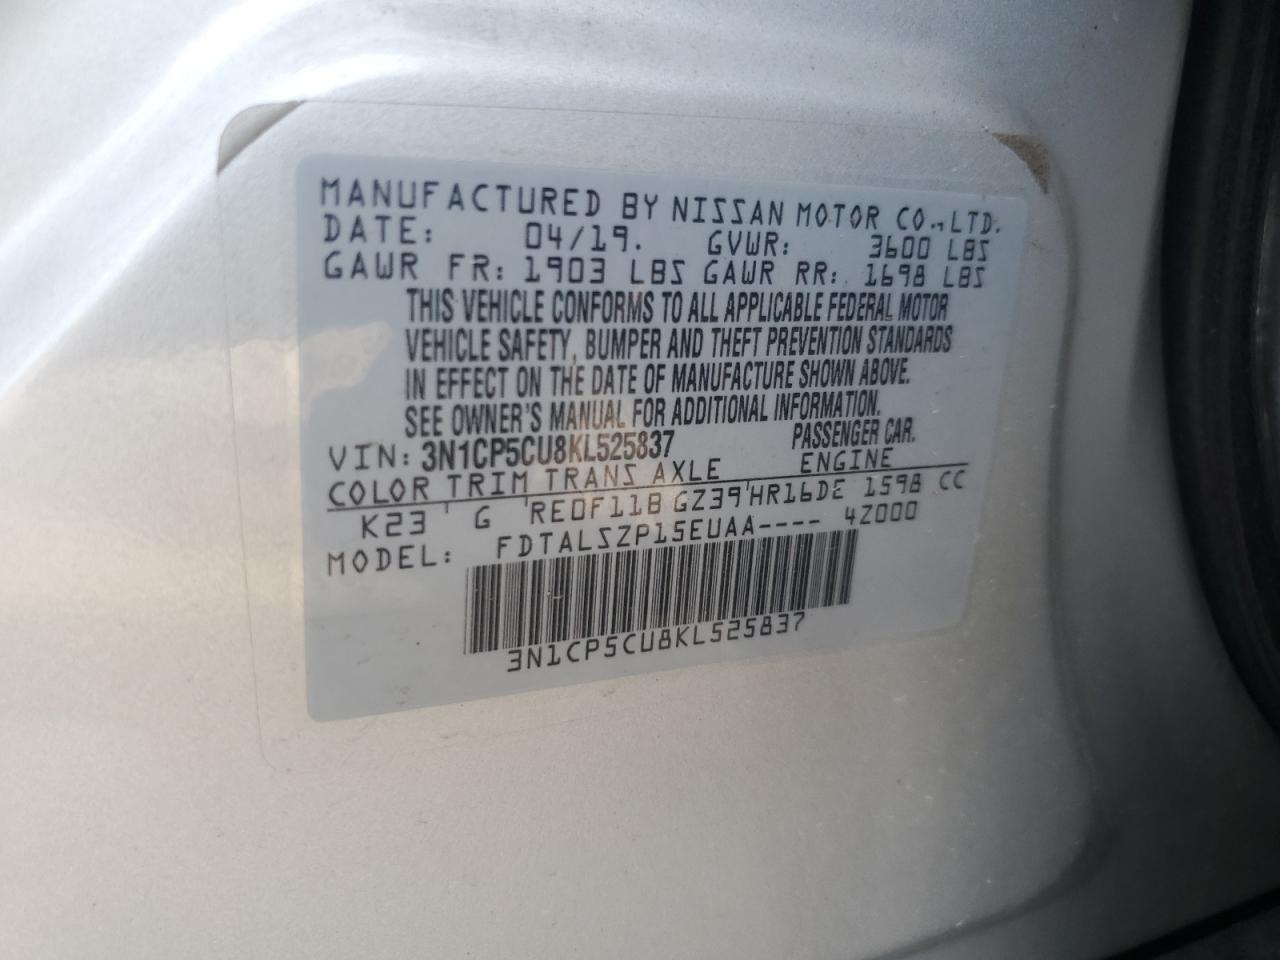 MANUFACTURED BY NISSAN MOTOR CO., LTD.
DATE: 04/19. GVWR: 3600 LBS
GAWR FR: 1903 LBS GAWR RR: 1698 LBS
THIS VEHICLE CONFORMS TO ALL APPLICABLE FEDERAL MOTOR
VEHICLE SAFETY, BUMPER AND THEFT PREVENTION STANDARDS
IN EFFECT ON THE DATE OF MANUFACTURE SHOWN ABOVE.
SEE OWNER'S MANUAL FOR ADDITIONAL INFORMATION.
VIN: 3N1CP5CU8KL525837 PASSENGER CAR.
COLOR TRIM TRANS AXLE ENGINE
K23 G RE0F11B GZ39 HR16DE 1598 CC
MODEL: FDTALSZP15EUAA---- 4Z000
3N1CP5CU8KL525837